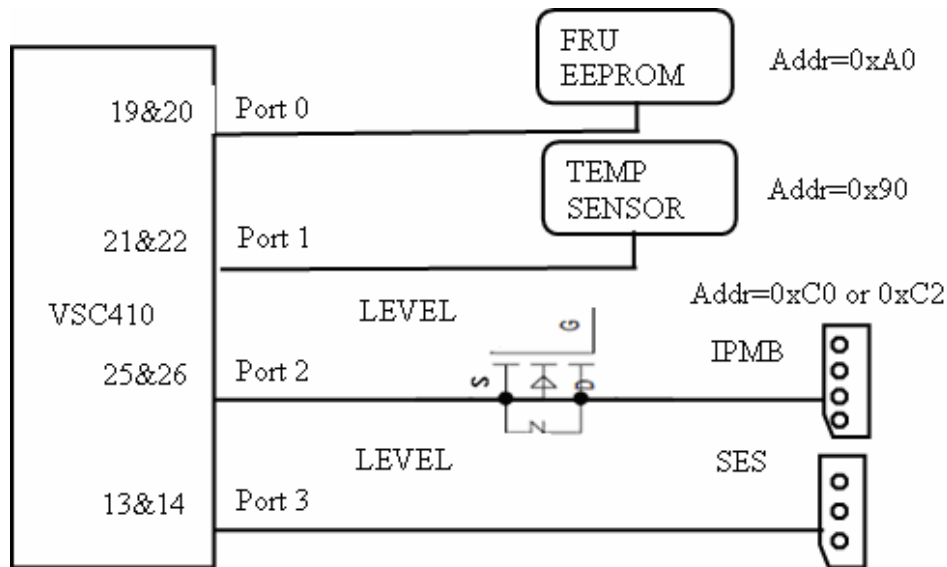 FRU
EEPROM
Addr=0xA0
19&20
Port 0
TEMP
SENSOR
Addr=0x90
21&22
Port 1
Addr=0xC0 or 0xC2
VSC410
LEVEL
G
IPMB
25&26
Port 2
S
D
N
LEVEL
SES
13&14
Port 3